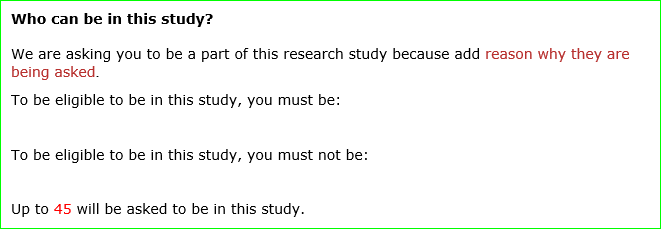 Who can be in this study?
We are asking you to be a part of this research study because add reason why they are
being asked.
To be eligible to be in this study, you must be:
To be eligible to be in this study, you must not be:
Up to 45 will be asked to be in this study.